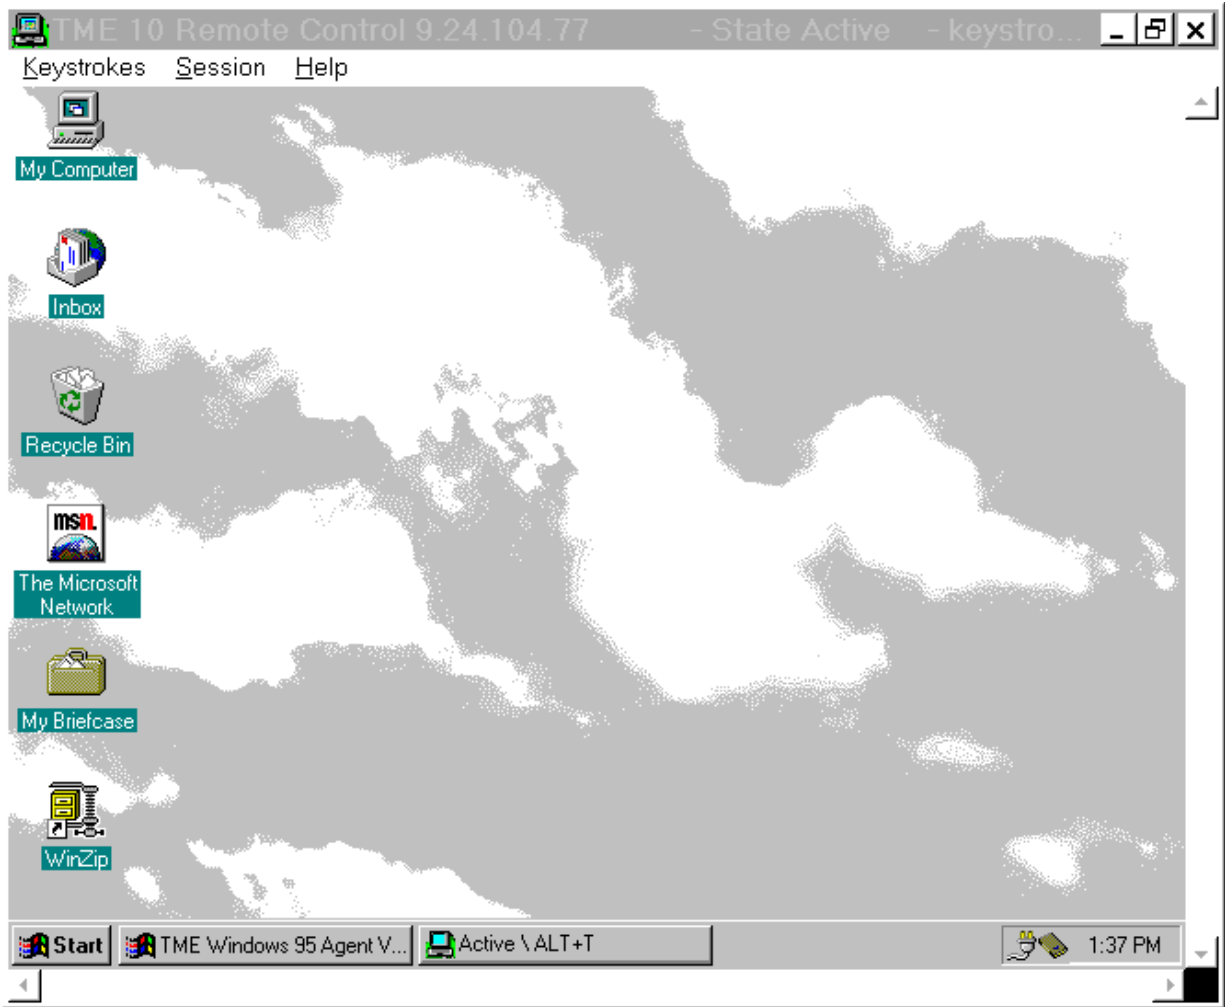 TME 10 Remote Control 9.24.104.77 - State Active - keystro...
Keystrokes Session Help
My Computer
Inbox
Recycle Bin
msn.
The Microsoft
Network
My Briefcase
WinZip
Start TME Windows 95 Agent V... Active \ ALT+T 1:37 PM